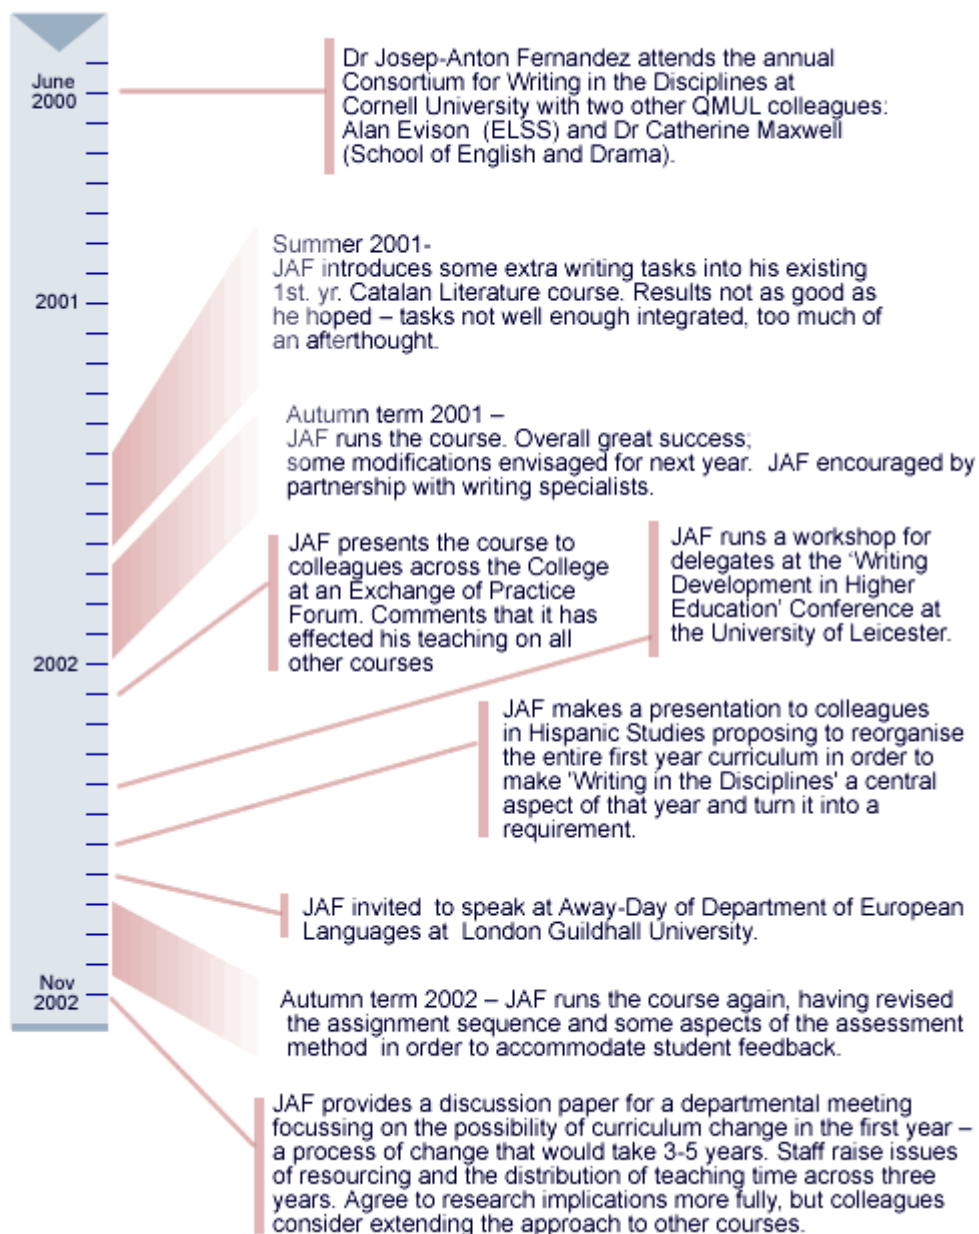 June
2000
Dr Josep-Anton Fernandez attends the annual
Consortium for Writing in the Disciplines at
Cornell University with two other QMUL colleagues:
Alan Evison (ELSS) and Dr Catherine Maxwell
(School of English and Drama).
Summer 2001-
JAF introduces some extra writing tasks into his existing
1st. yr. Catalan Literature course. Results not as good as
he hoped – tasks not well enough integrated, too much of
an afterthought.
2001
Autumn term 2001 –
JAF runs the course. Overall great success;
some modifications envisaged for next year. JAF encouraged by
partnership with writing specialists.
JAF presents the course to
colleagues across the College
at an Exchange of Practice
Forum. Comments that it has
effected his teaching on all
other courses
JAF runs a workshop for
delegates at the ‘Writing
Development in Higher
Education’ Conference at
the University of Leicester.
2002
JAF makes a presentation to colleagues
in Hispanic Studies proposing to reorganise
the entire first year curriculum in order to
make 'Writing in the Disciplines' a central
aspect of that year and turn it into a
requirement.
JAF invited to speak at Away-Day of Department of European
Languages at London Guildhall University.
Nov
2002
Autumn term 2002 – JAF runs the course again, having revised
the assignment sequence and some aspects of the assessment
method in order to accommodate student feedback.
JAF provides a discussion paper for a departmental meeting
focussing on the possibility of curriculum change in the first year –
a process of change that would take 3-5 years. Staff raise issues
of resourcing and the distribution of teaching time across three
years. Agree to research implications more fully, but colleagues
consider extending the approach to other courses.